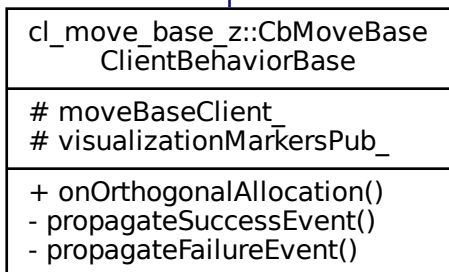 cl_move_base_z::CbMoveBase
ClientBehaviorBase
# moveBaseClient_
# visualizationMarkersPub_
+ onOrthogonalAllocation()
- propagateSuccessEvent()
- propagateFailureEvent()